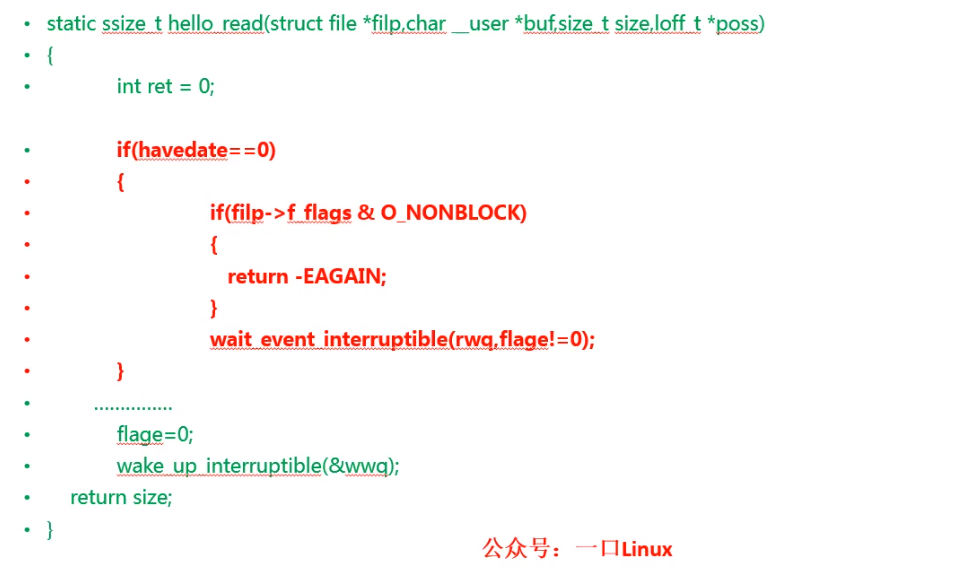 • static ssize_t hello_read(struct file *filp,char __user *buf,size_t size,loff_t *poss)
• {
• int ret = 0;
• if(havedate==0)
• {
• if(filp->f_flags & O_NONBLOCK)
• {
• return -EAGAIN;
• }
• wait_event_interruptible(rwq,flage!=0);
• }
• ...............
• flage=0;
• wake_up_interruptible(&wwq);
• return size;
• }
公众号：一口Linux